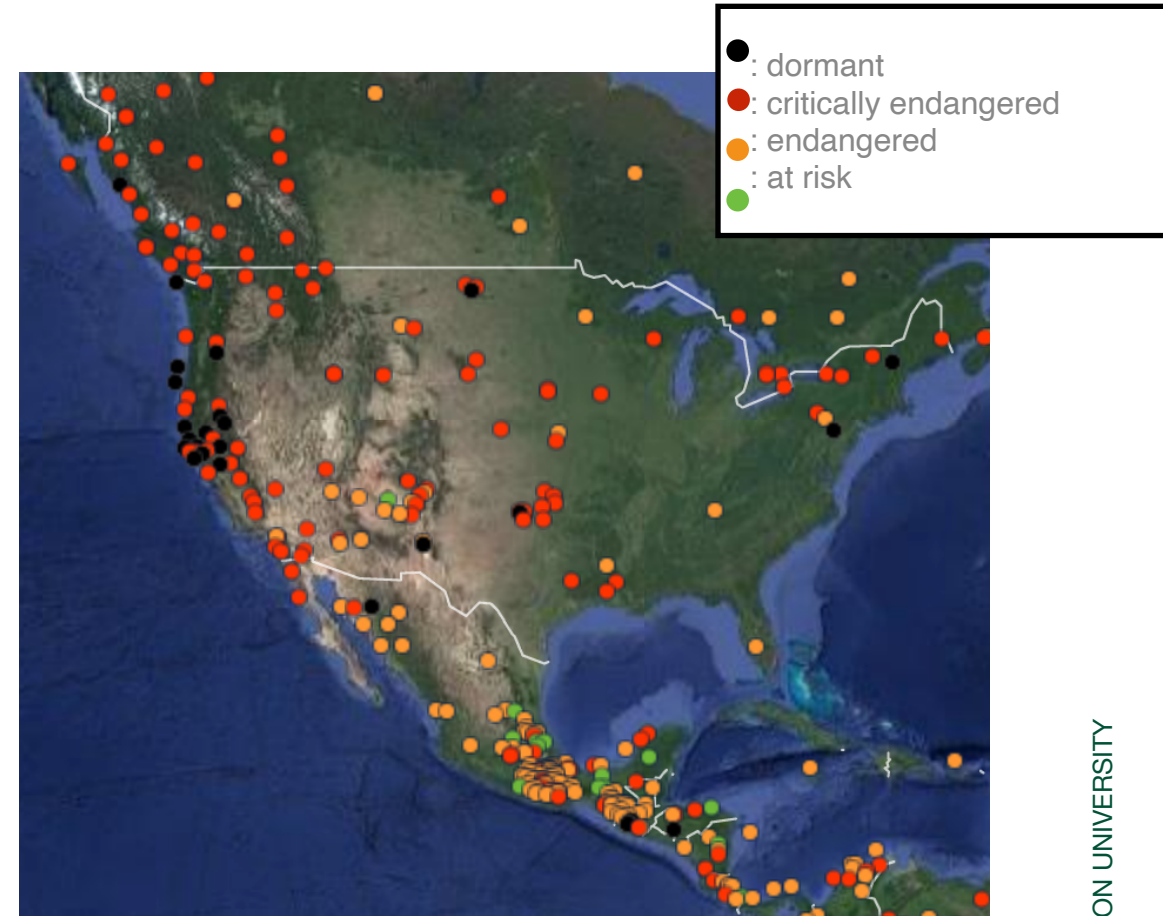 : dormant
: critically endangered
: endangered
: at risk
ON UNIVERSITY